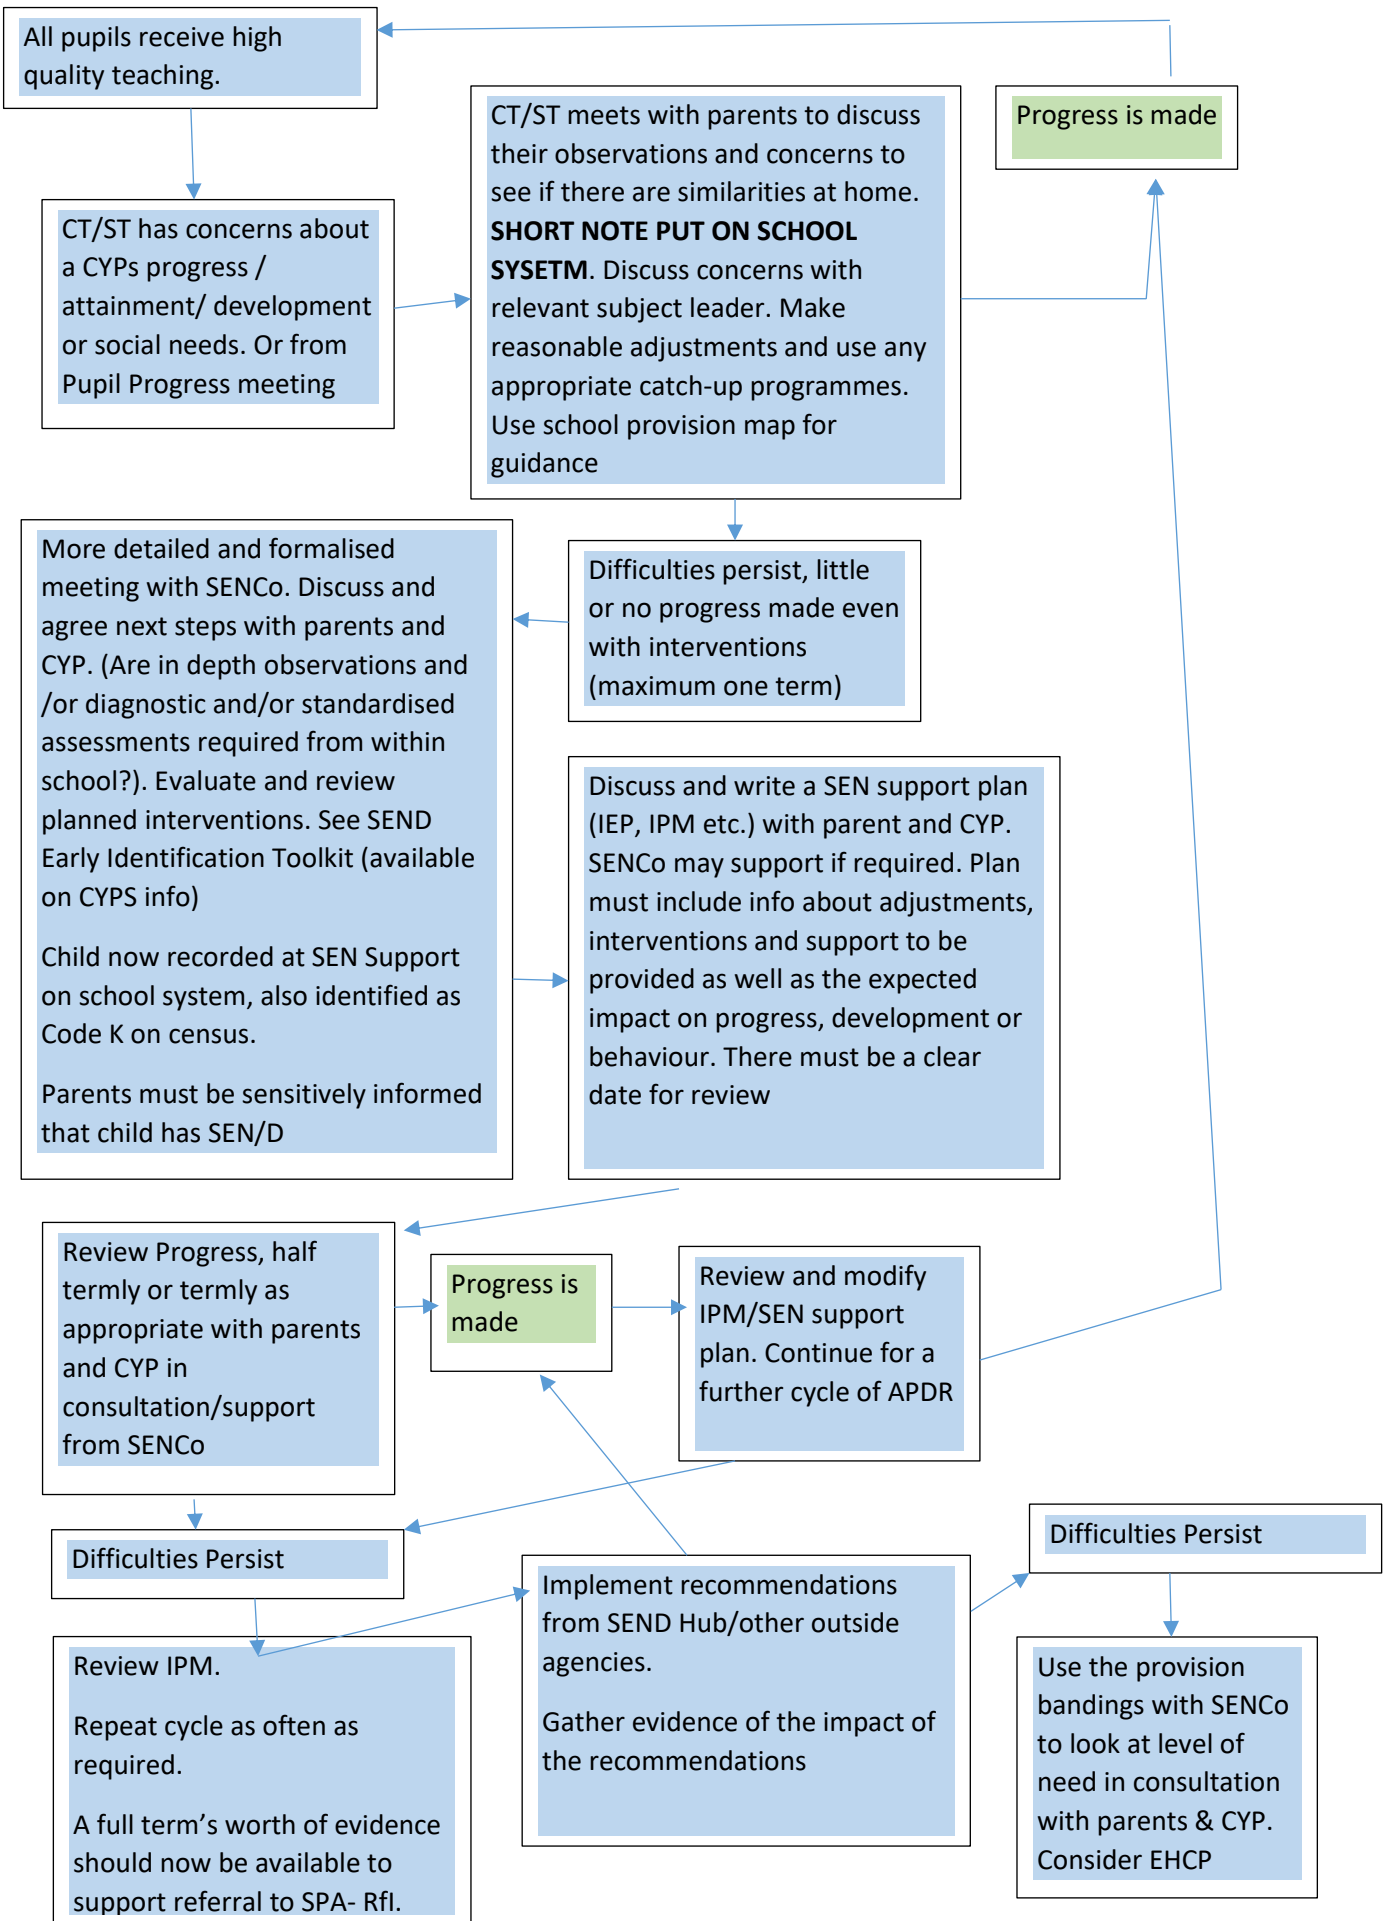 All pupils receive high
quality teaching.
CT/ST has concerns about
a CYPs progress /
attainment/ development
or social needs. Or from
Pupil Progress meeting
CT/ST meets with parents to discuss
their observations and concerns to
see if there are similarities at home.
SHORT NOTE PUT ON SCHOOL
SYSETM. Discuss concerns with
relevant subject leader. Make
reasonable adjustments and use any
appropriate catch-up programmes.
Use school provision map for
guidance
Progress is made
Difficulties persist, little
or no progress made even
with interventions
(maximum one term)
More detailed and formalised
meeting with SENCo. Discuss and
agree next steps with parents and
CYP. (Are in depth observations and
/or diagnostic and/or standardised
assessments required from within
school?). Evaluate and review
planned interventions. See SEND
Early Identification Toolkit (available
on CYPS info)
Child now recorded at SEN Support
on school system, also identified as
Code K on census.
Parents must be sensitively informed
that child has SEN/D
Discuss and write a SEN support plan
(IEP, IPM etc.) with parent and CYP.
SENCo may support if required. Plan
must include info about adjustments,
interventions and support to be
provided as well as the expected
impact on progress, development or
behaviour. There must be a clear
date for review
Review Progress, half
termly or termly as
appropriate with parents
and CYP in
consultation/support
from SENCo
Progress is
made
Review and modify
IPM/SEN support
plan. Continue for a
further cycle of APDR
Difficulties Persist
Review IPM.
Repeat cycle as often as
required.
A full term’s worth of evidence
should now be available to
support referral to SPA- RfI.
Implement recommendations
from SEND Hub/other outside
agencies.
Gather evidence of the impact of
the recommendations
Difficulties Persist
Use the provision
bandings with SENCo
to look at level of
need in consultation
with parents & CYP.
Consider EHCP